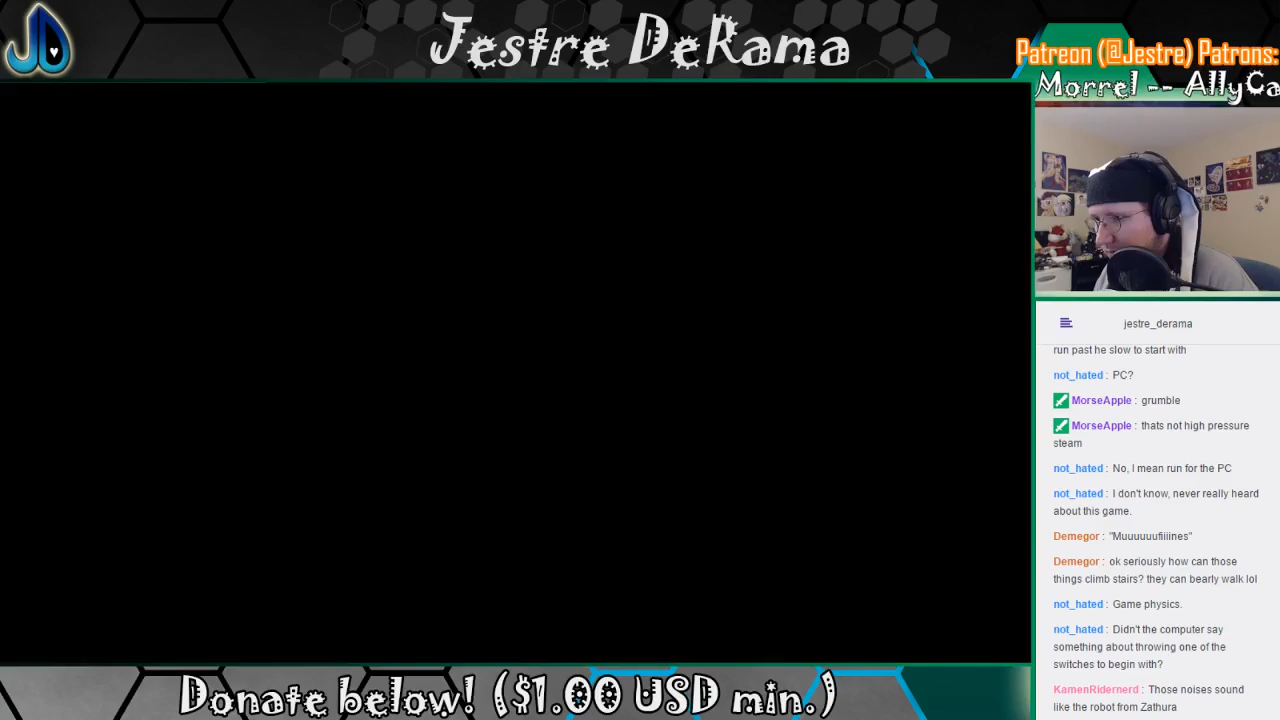 JD
Jestre DeRama
Patreon (@Jestre) Patrons:
Morrel -- AllyCa
jestre_derama
run past he slow to start with
not_hated : PC?
MorseApple : grumble
MorseApple : thats not high pressure
steam
not_hated : No, I mean run for the PC
not_hated : I don't know, never really heard
about this game.
Demegor : "Muuuuuufiiiines"
Demegor : ok seriously how can those
things climb stairs? they can bearly walk lol
not_hated : Game physics.
not_hated : Didn't the computer say
something about throwing one of the
switches to begin with?
KamenRidernerd : Those noises sound
like the robot from Zathura
Donate below! ($1.00 USD min.)